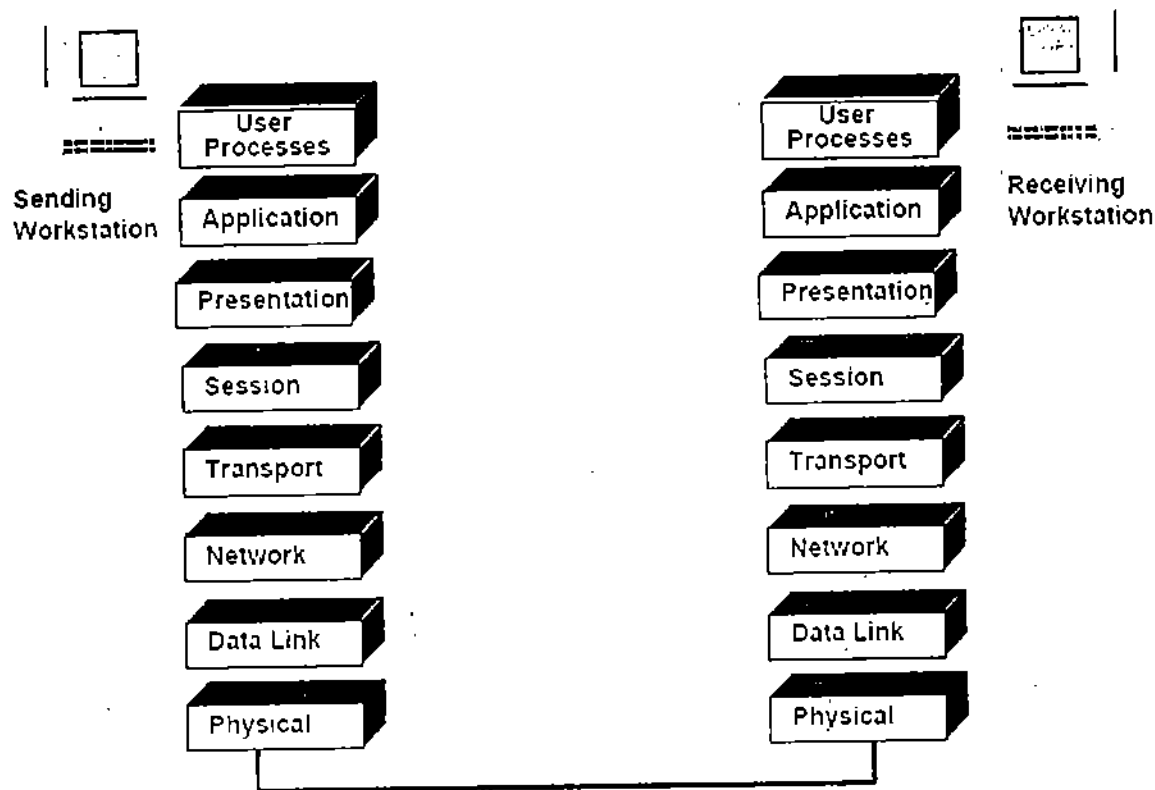 User
Processes
Sending
Workstation
Application
Presentation
Session
Transport
Network
Data Link
Physical
User
Processes
Receiving
Workstation
Application
Presentation
Session
Transport
Network
Data Link
Physical